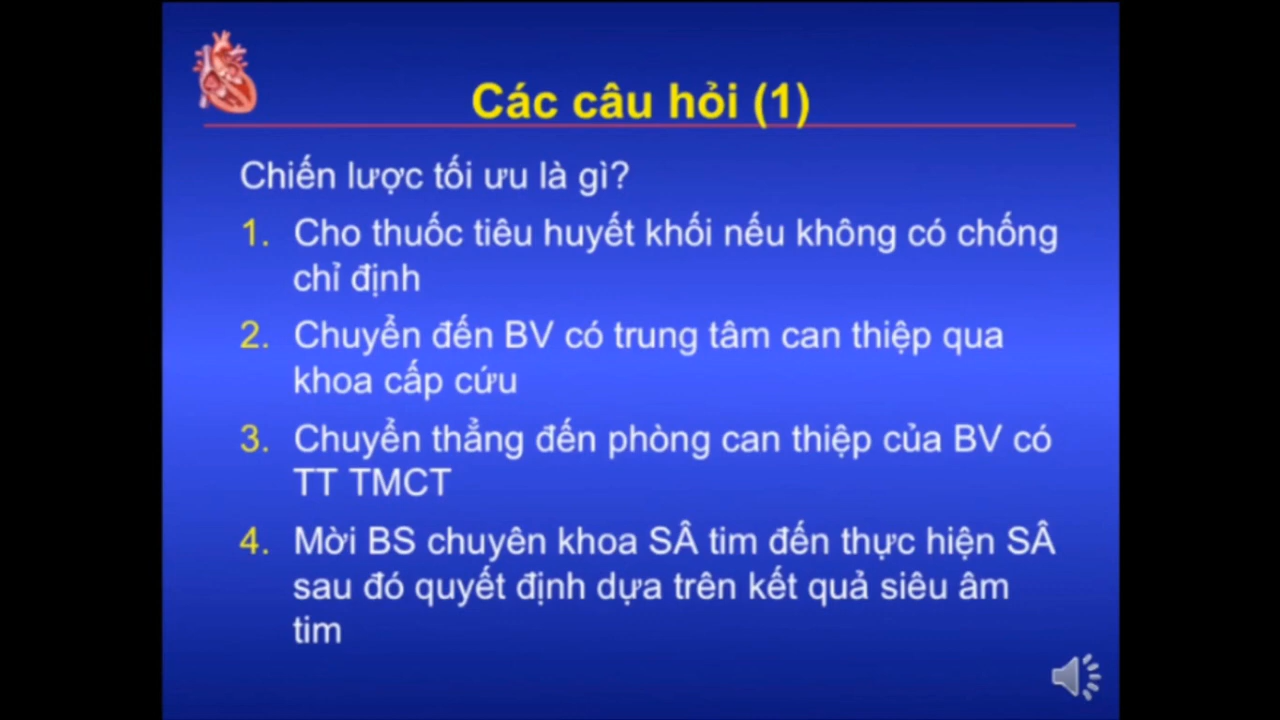 Các câu hỏi (1)
Chiến lược tối ưu là gì?
1. Cho thuốc tiêu huyết khối nếu không có chống
chỉ định
2. Chuyển đến BV có trung tâm can thiệp qua
khoa cấp cứu
3. Chuyển thẳng đến phòng can thiệp của BV có
TT TMCT
4. Mời BS chuyên khoa SÂ tim đến thực hiện SÂ
sau đó quyết định dựa trên kết quả siêu âm
tim